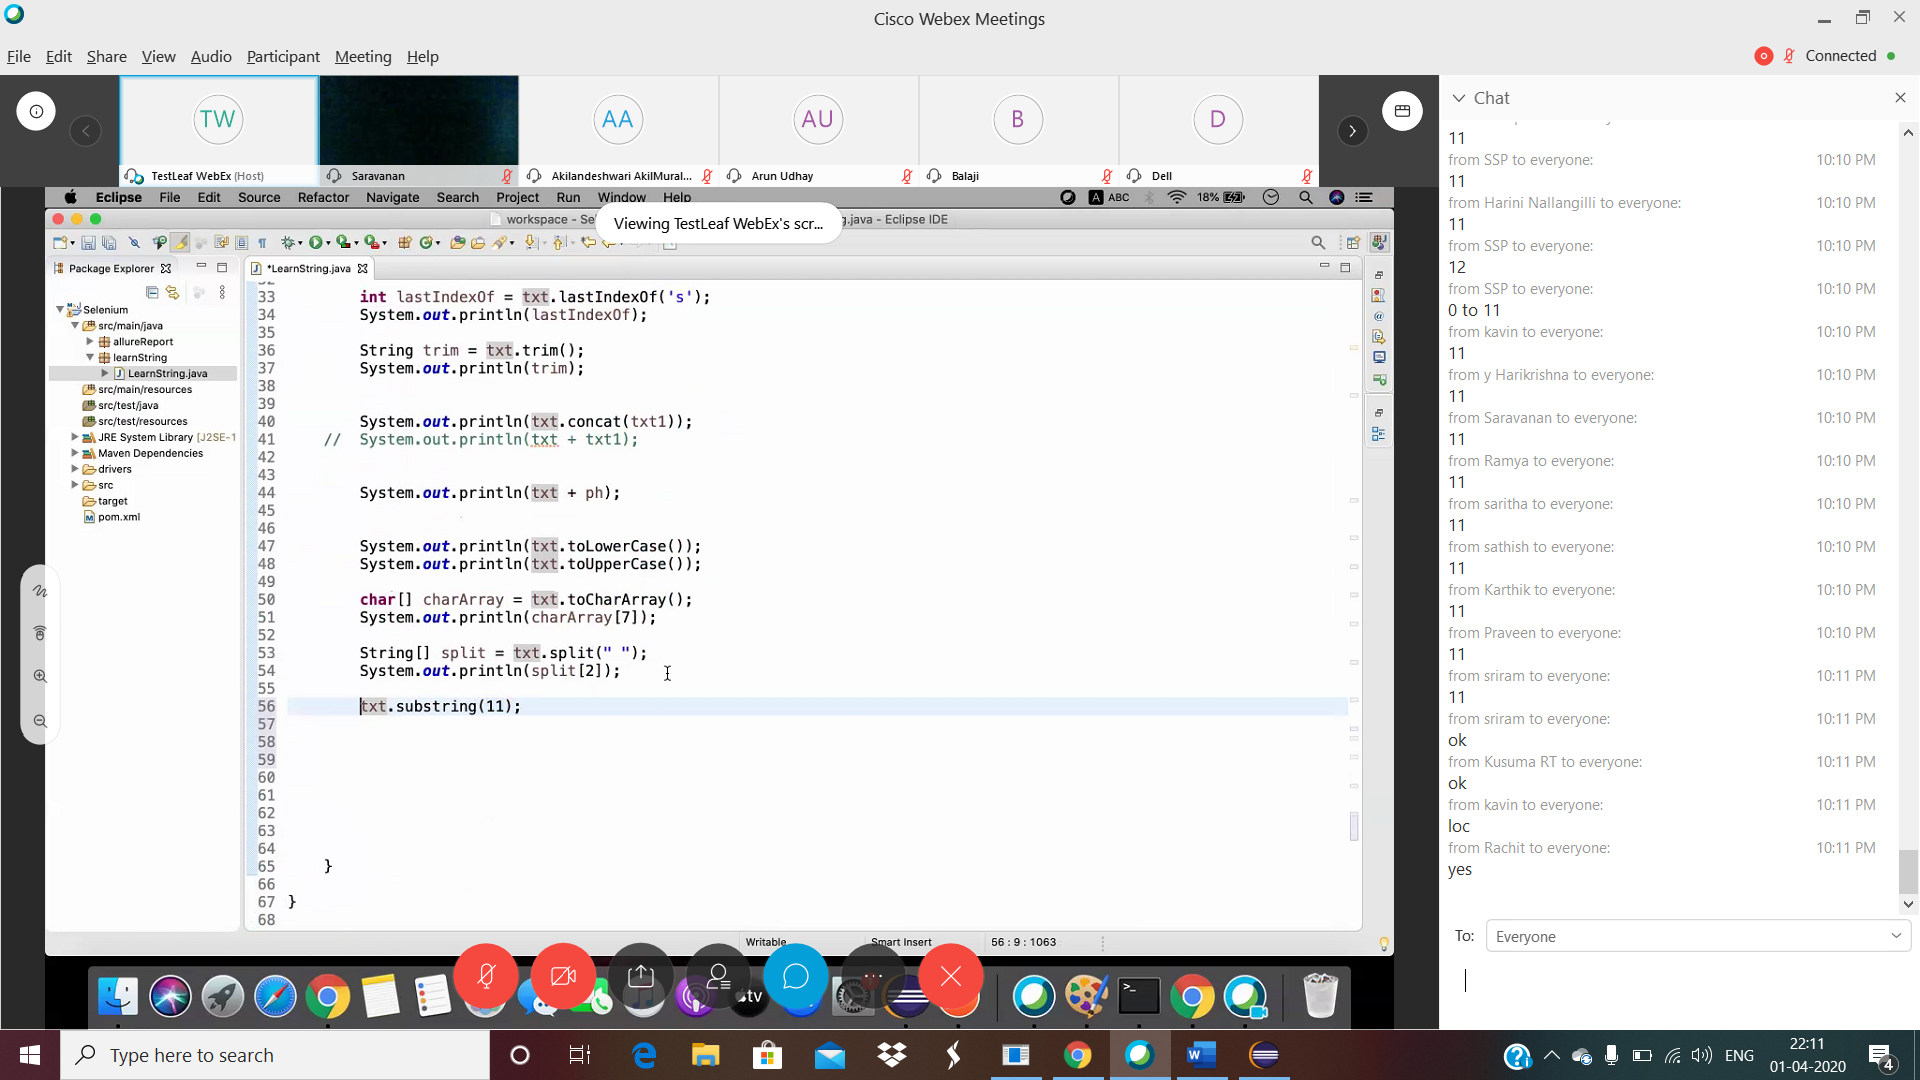 Cisco Webex Meetings
File Edit Share View Audio Participant Meeting Help
Connected
TW
AA
AU
B
D
TestLeaf WebEx (Host)
Saravanan
Akilandeshwari AkilMural...
Arun Udhay
Balaji
Dell
Eclipse File Edit Source Refactor Navigate Search Project Run Window Help
A ABC
18%
workspace - Se
.java - Eclipse IDE
Viewing TestLeaf WebEx's scr...
Package Explorer
*LearnString.java
Selenium
src/main/java
allureReport
learnString
LearnString.java
src/main/resources
src/test/java
src/test/resources
JRE System Library [J2SE-1
Maven Dependencies
drivers
src
target
pom.xml
33 int lastIndexOf = txt.lastIndexOf('s');
34 System.out.println(lastIndexOf);
35
36 String trim = txt.trim();
37 System.out.println(trim);
38
39
40 System.out.println(txt.concat(txt1));
41 // System.out.println(txt + txt1);
42
43
44 System.out.println(txt + ph);
45
46
47 System.out.println(txt.toLowerCase());
48 System.out.println(txt.toUpperCase());
49
50 char[] charArray = txt.toCharArray();
51 System.out.println(charArray[7]);
52
53 String[] split = txt.split(" ");
54 System.out.println(split[2]);
55
56 txt.substring(11);
57
58
59
60
61
62
63
64
65 }
66
67 }
68
Writable
Smart Insert
56 : 9 : 1063
tv
Chat
11
from SSP to everyone: 10:10 PM
11
from Harini Nallangilli to everyone: 10:10 PM
11
from SSP to everyone: 10:10 PM
12
from SSP to everyone: 10:10 PM
0 to 11
from kavin to everyone: 10:10 PM
11
from y Harikrishna to everyone: 10:10 PM
11
from Saravanan to everyone: 10:10 PM
11
from Ramya to everyone: 10:10 PM
11
from saritha to everyone: 10:10 PM
11
from sathish to everyone: 10:10 PM
11
from Karthik to everyone: 10:10 PM
11
from Praveen to everyone: 10:10 PM
11
from sriram to everyone: 10:10 PM
11
from sriram to everyone: 10:11 PM
ok
from Kusuma RT to everyone: 10:11 PM
ok
from kavin to everyone: 10:11 PM
loc
from Rachit to everyone: 10:11 PM
yes
To: Everyone
Type here to search
ENG
22:11
01-04-2020
4